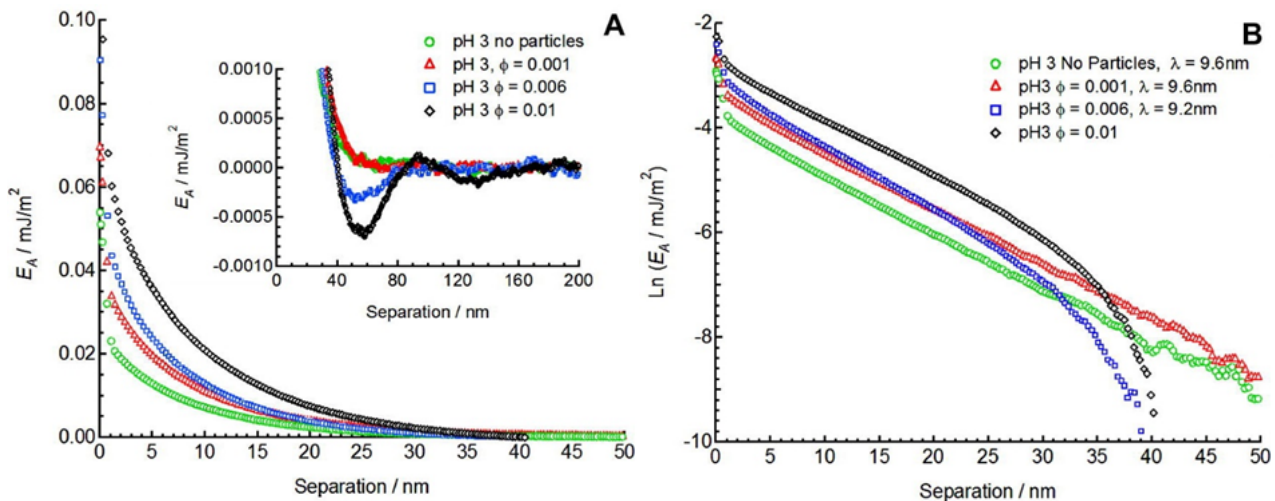 A
0.10
0.08
0.06
0.04
0.02
0.00
E_A / mJ/m²
0 5 10 15 20 25 30 35 40 45 50
Separation / nm
pH 3 no particles
pH 3, ϕ = 0.001
pH 3 ϕ = 0.006
pH 3 ϕ = 0.01
0.0010
0.0005
0.0000
-0.0005
-0.0010
E_A / mJ/m²
0 40 80 120 160 200
Separation / nm
B
-2
-4
-6
-8
-10
Ln (E_A / mJ/m²)
0 5 10 15 20 25 30 35 40 45 50
Separation / nm
pH 3 No Particles, λ = 9.6nm
pH3 ϕ = 0.001, λ = 9.6nm
pH3 ϕ = 0.006, λ = 9.2nm
pH3 ϕ = 0.01